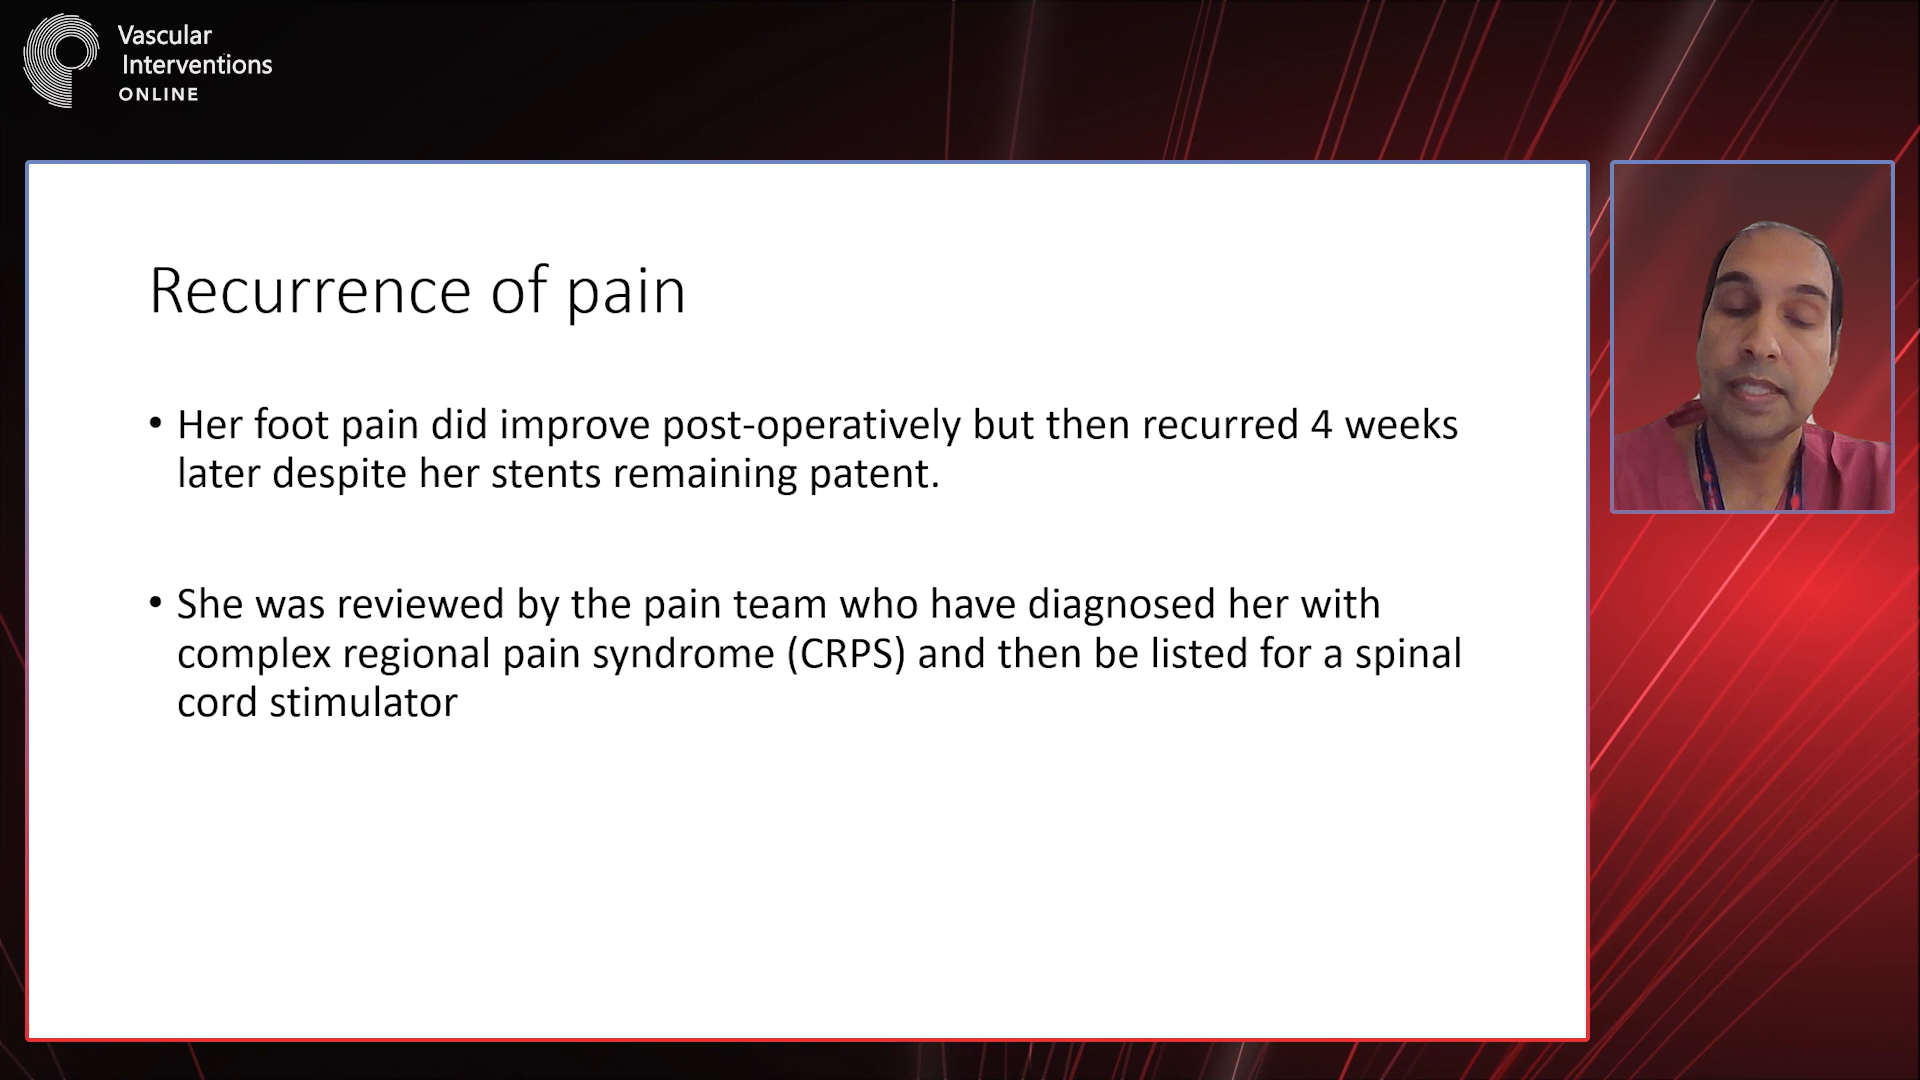 Vascular
Interventions
ONLINE
Recurrence of pain
• Her foot pain did improve post-operatively but then recurred 4 weeks
later despite her stents remaining patent.
• She was reviewed by the pain team who have diagnosed her with
complex regional pain syndrome (CRPS) and then be listed for a spinal
cord stimulator